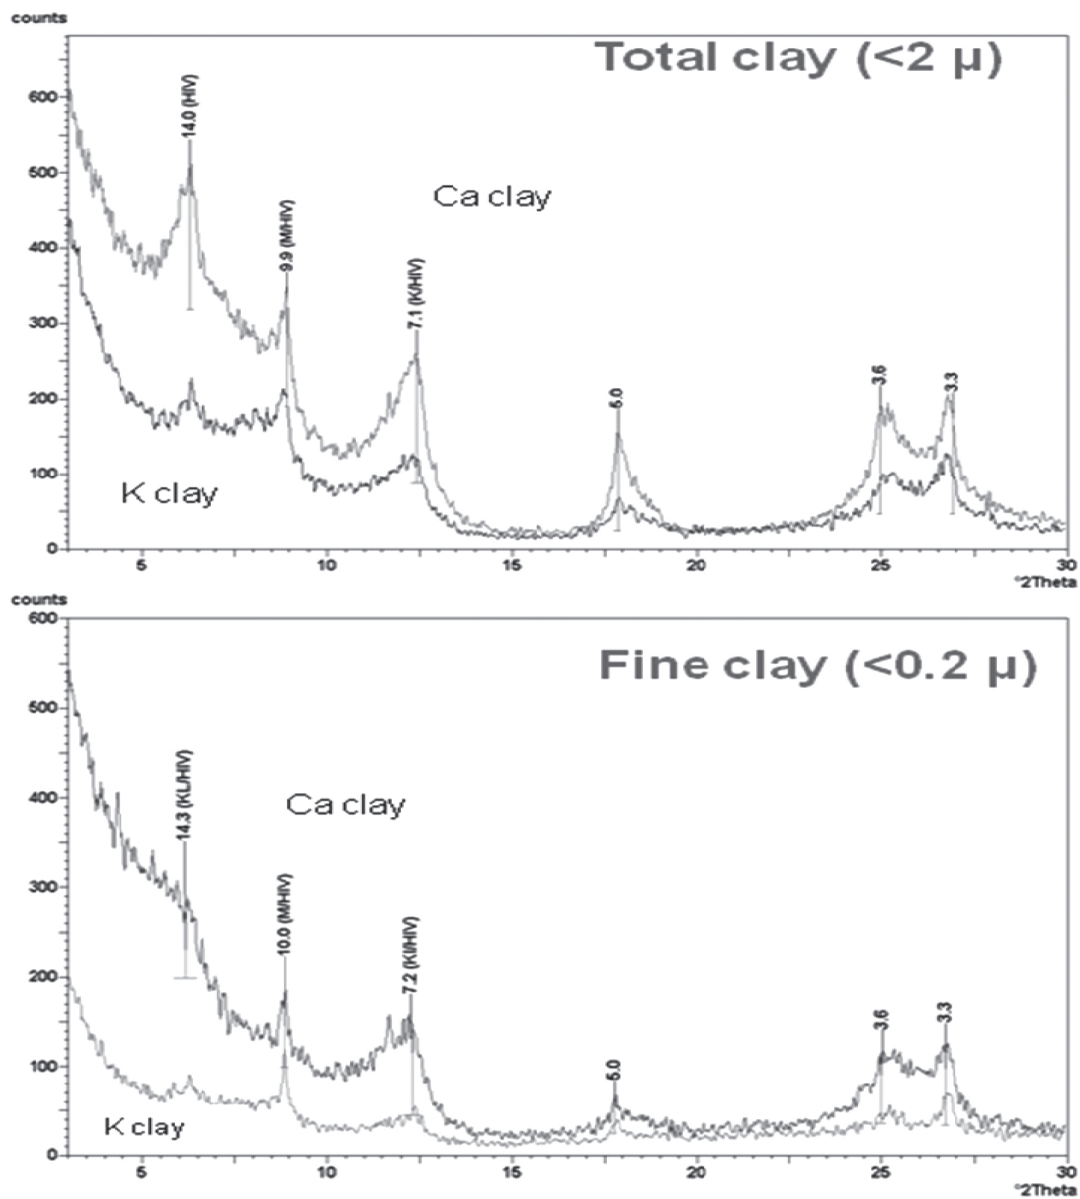 counts
Total clay (<2 µ)
600
500
400
300
200
100
0
14.0 (HIV)
9.9 (M/HIV)
7.1 (K/HIV)
5.0
3.6
3.3
Ca clay
K clay
5 10 15 20 25 30
°2Theta
counts
Fine clay (<0.2 µ)
600
500
400
300
200
100
0
14.3 (KL/HIV)
10.0 (M/HIV)
7.2 (KI/HIV)
5.0
3.6
3.3
Ca clay
K clay
5 10 15 20 25 30
°2Theta